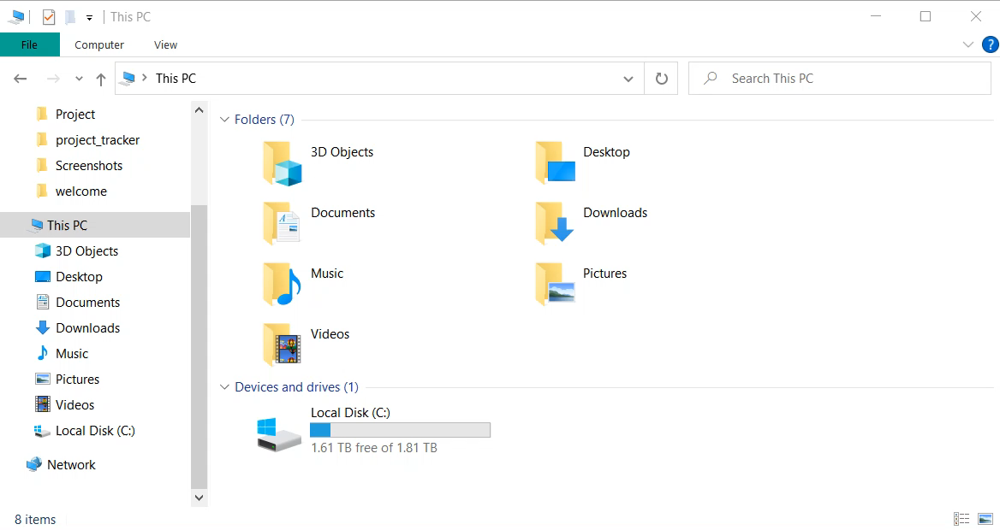 This PC
File Computer View ?
This PC
Search This PC
Project
project_tracker
Screenshots
welcome
This PC
3D Objects
Desktop
Documents
Downloads
Music
Pictures
Videos
Local Disk (C:)
Network
Folders (7)
3D Objects
Desktop
Documents
Downloads
Music
Pictures
Videos
Devices and drives (1)
Local Disk (C:)
1.61 TB free of 1.81 TB
8 items